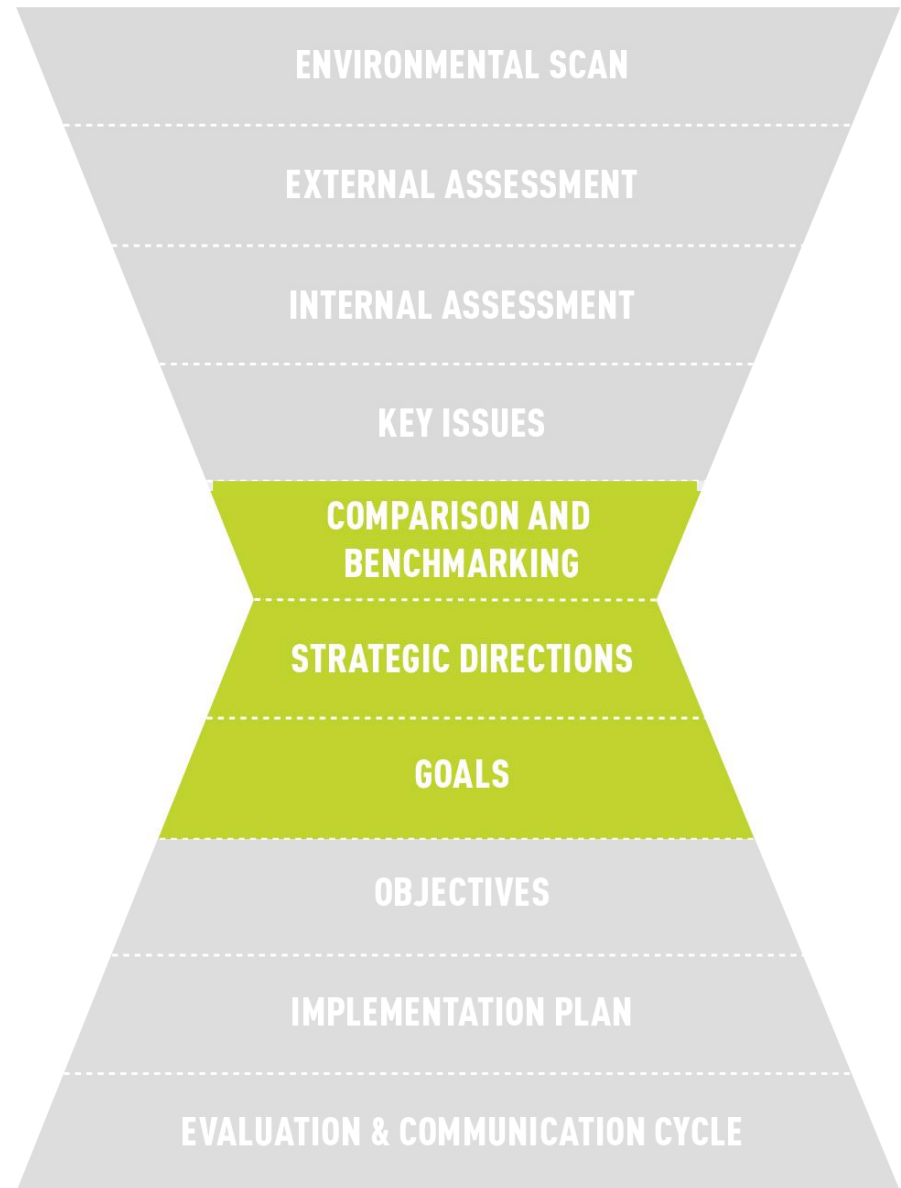 ENVIRONMENTAL SCAN
EXTERNAL ASSESSMENT
INTERNAL ASSESSMENT
KEY ISSUES
COMPARISON AND
BENCHMARKING
STRATEGIC DIRECTIONS
GOALS
OBJECTIVES
IMPLEMENTATION PLAN
EVALUATION & COMMUNICATION CYCLE